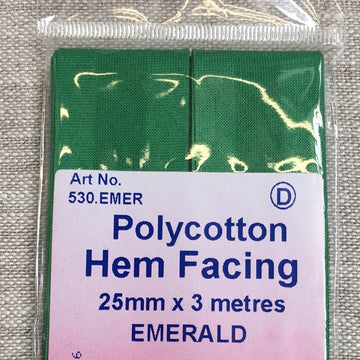 Art No.
530.EMER
D
Polycotton
Hem Facing
25mm x 3 metres
EMERALD